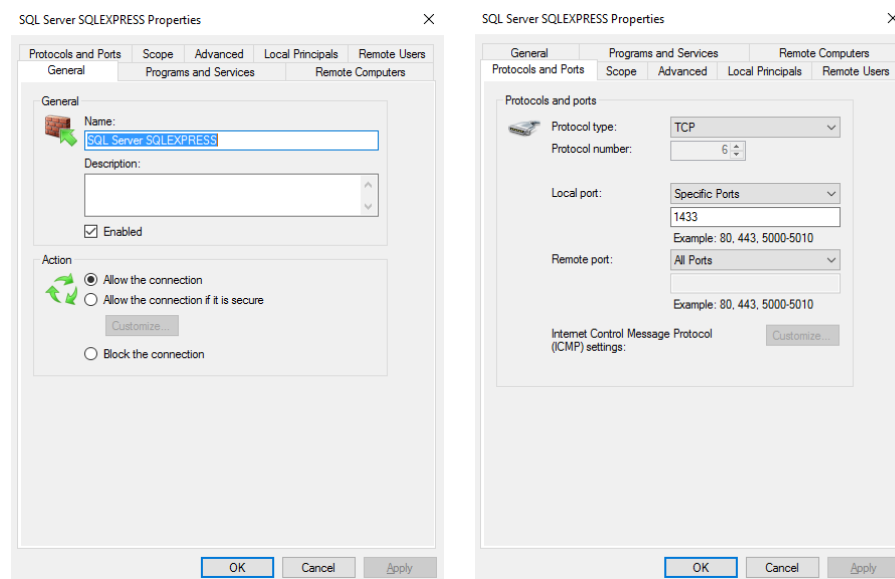 SQL Server SQLEXPRESS Properties
Protocols and Ports Scope Advanced Local Principals Remote Users
General Programs and Services Remote Computers
General
Name:
SQL Server SQLEXPRESS
Description:
Enabled
Action
Allow the connection
Allow the connection if it is secure
Customize...
Block the connection
OK Cancel Apply
SQL Server SQLEXPRESS Properties
General Programs and Services Remote Computers
Protocols and Ports Scope Advanced Local Principals Remote Users
Protocols and ports
Protocol type: TCP
Protocol number: 6
Local port: Specific Ports
1433
Example: 80, 443, 5000-5010
Remote port: All Ports
Example: 80, 443, 5000-5010
Internet Control Message Protocol Customize...
(ICMP) settings:
OK Cancel Apply